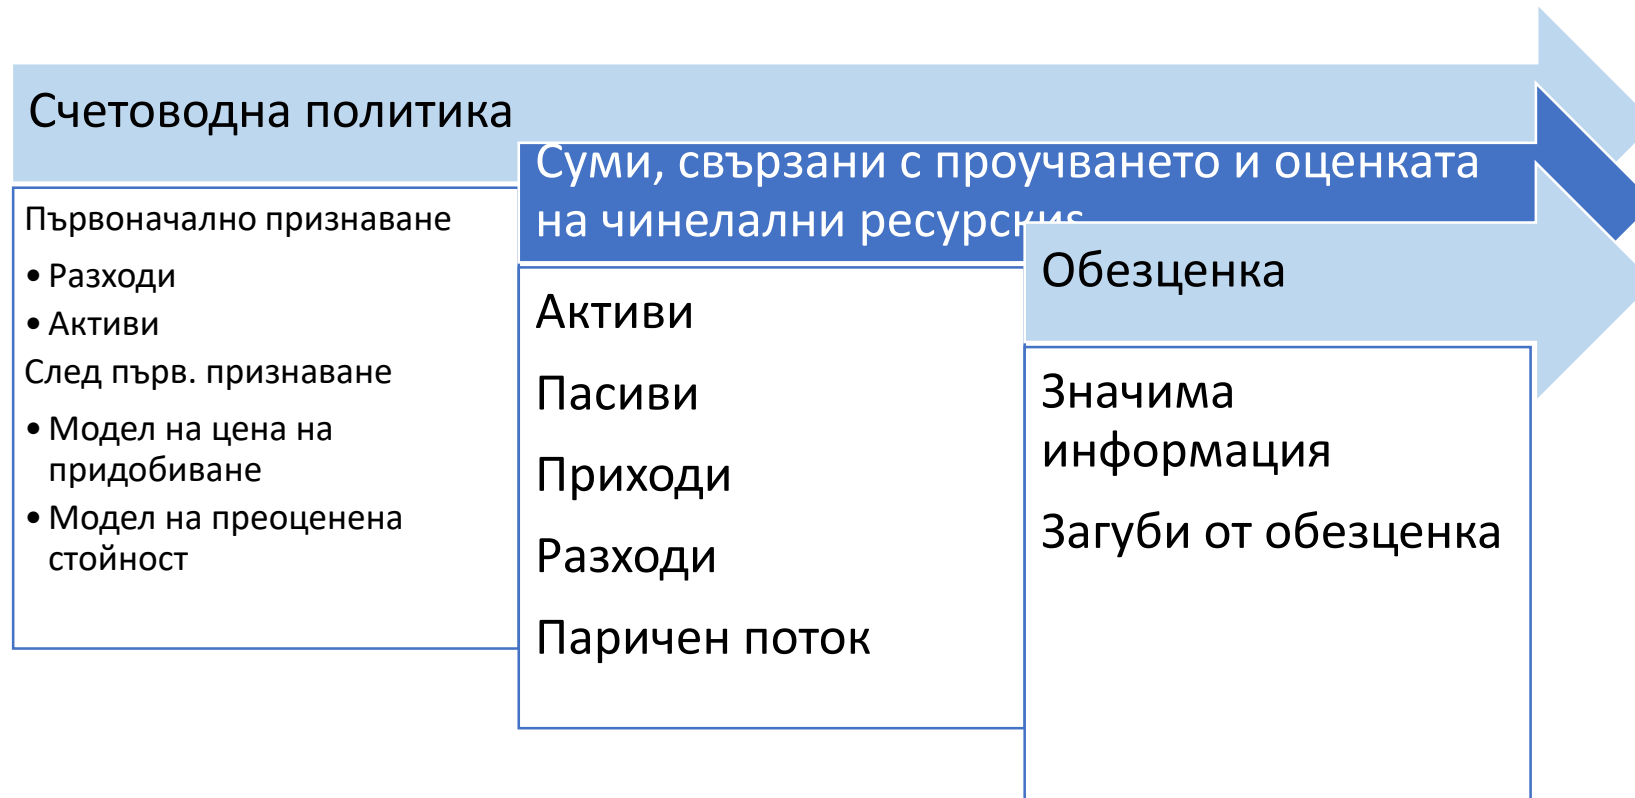 Счетоводна политика
Първоначално признаване
• Разходи
• Активи
След първ. признаване
• Модел на цена на
придобиване
• Модел на преоценена
стойност
Суми, свързани с проучването и оценката
на чинелални ресурскиs
Активи
Пасиви
Приходи
Разходи
Паричен поток
Обезценка
Значима
информация
Загуби от обезценка